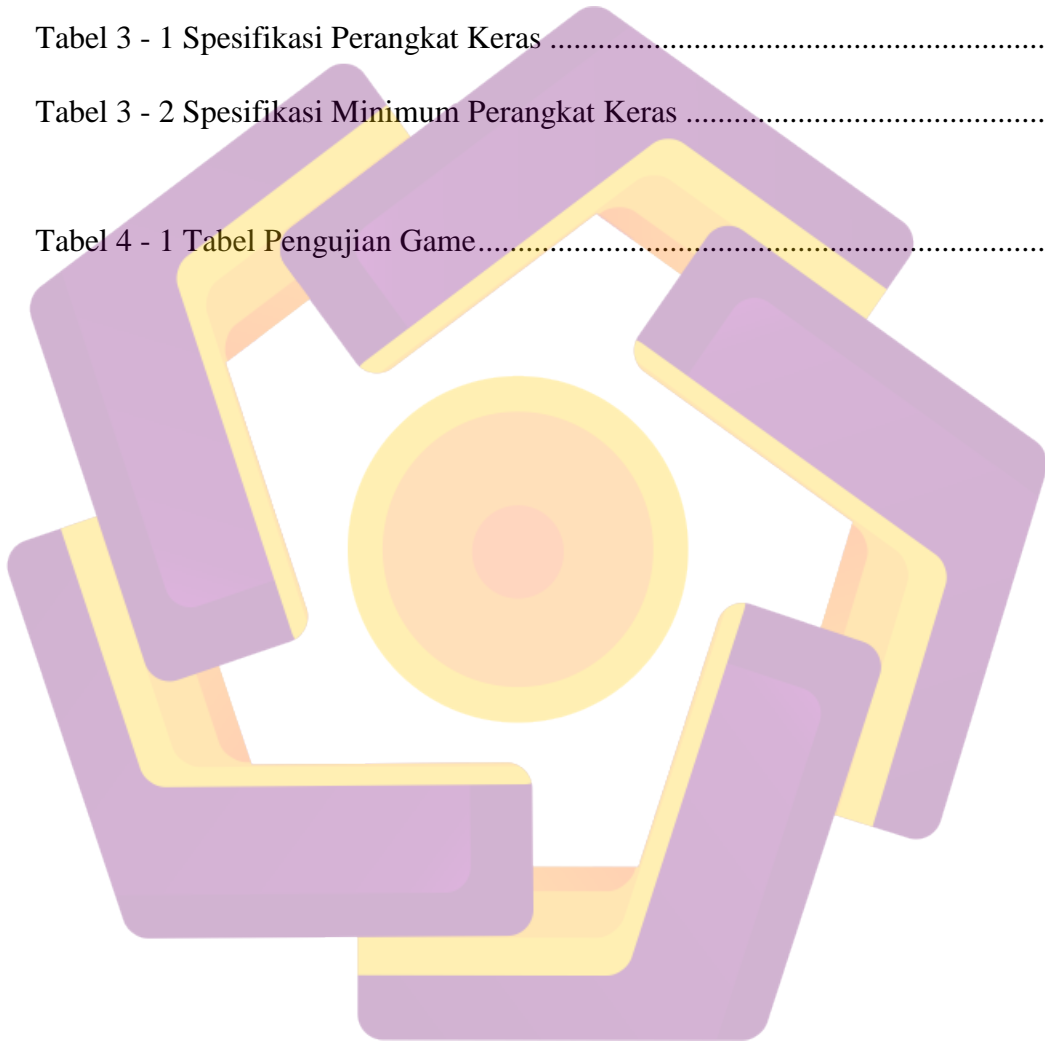 Tabel 3 - 1 Spesifikasi Perangkat Keras ............................................................
Tabel 3 - 2 Spesifikasi Minimum Perangkat Keras ...........................................
Tabel 4 - 1 Tabel Pengujian Game.....................................................................